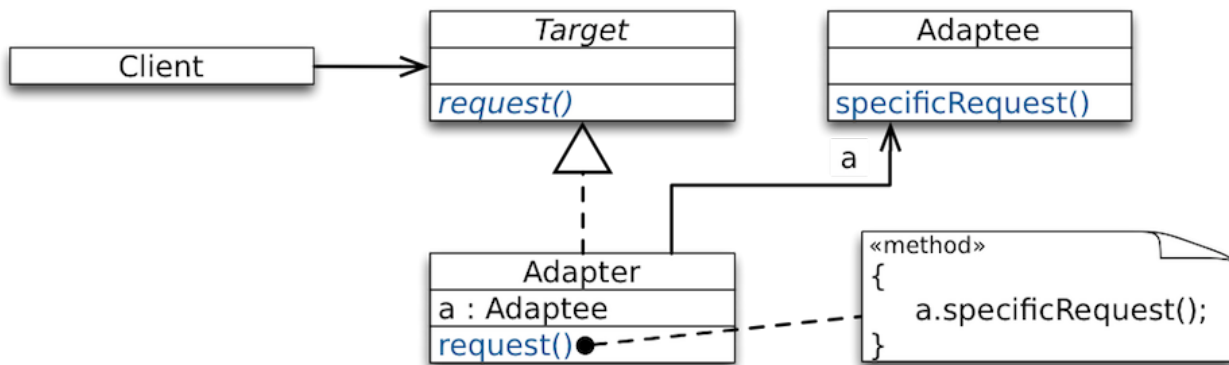 Client
Target
request()
Adaptee
specificRequest()
a
Adapter
a : Adaptee
request()
«method»
{
a.specificRequest();
}